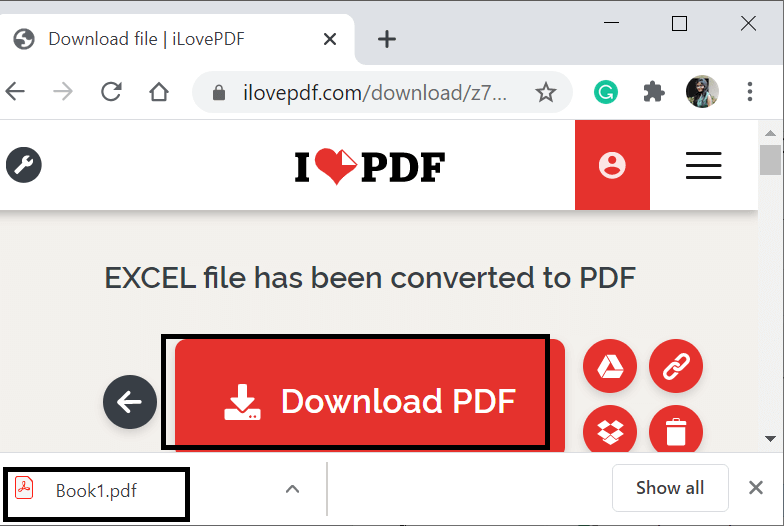 Download file | iLovePDF
ilovepdf.com/download/z7...
I PDF
EXCEL file has been converted to PDF
Download PDF
Book1.pdf
Show all